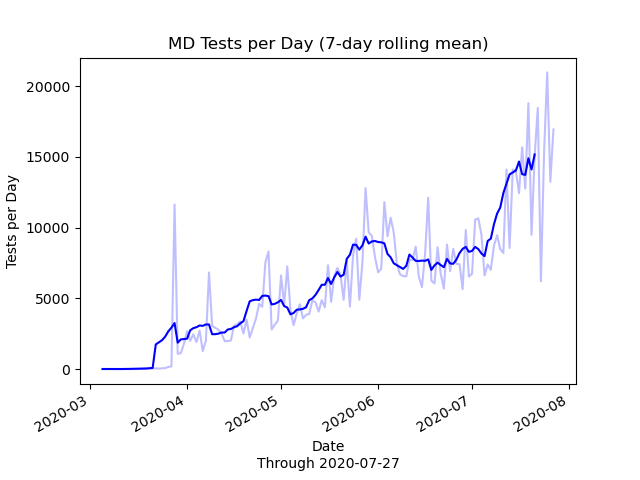 MD Tests per Day (7-day rolling mean)
Tests per Day
20000
15000
10000
5000
0
2020-03
2020-04
2020-05
2020-06
2020-07
2020-08
Date
Through 2020-07-27